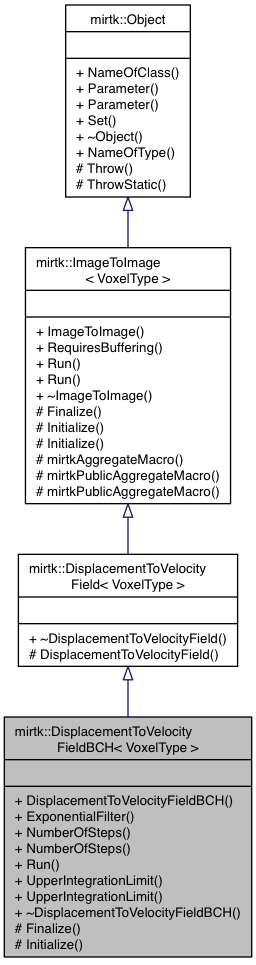 mirtk::Object
+ NameOfClass()
+ Parameter()
+ Parameter()
+ Set()
+ ~Object()
+ NameOfType()
# Throw()
# ThrowStatic()
mirtk::ImageToImage
< VoxelType >
+ ImageToImage()
+ RequiresBuffering()
+ Run()
+ Run()
+ ~ImageToImage()
# Finalize()
# Initialize()
# Initialize()
# mirtkAggregateMacro()
# mirtkPublicAggregateMacro()
# mirtkPublicAggregateMacro()
mirtk::DisplacementToVelocity
Field< VoxelType >
+ ~DisplacementToVelocityField()
# DisplacementToVelocityField()
mirtk::DisplacementToVelocity
FieldBCH< VoxelType >
+ DisplacementToVelocityFieldBCH()
+ ExponentialFilter()
+ NumberOfSteps()
+ NumberOfSteps()
+ Run()
+ UpperIntegrationLimit()
+ UpperIntegrationLimit()
+ ~DisplacementToVelocityFieldBCH()
# Finalize()
# Initialize()